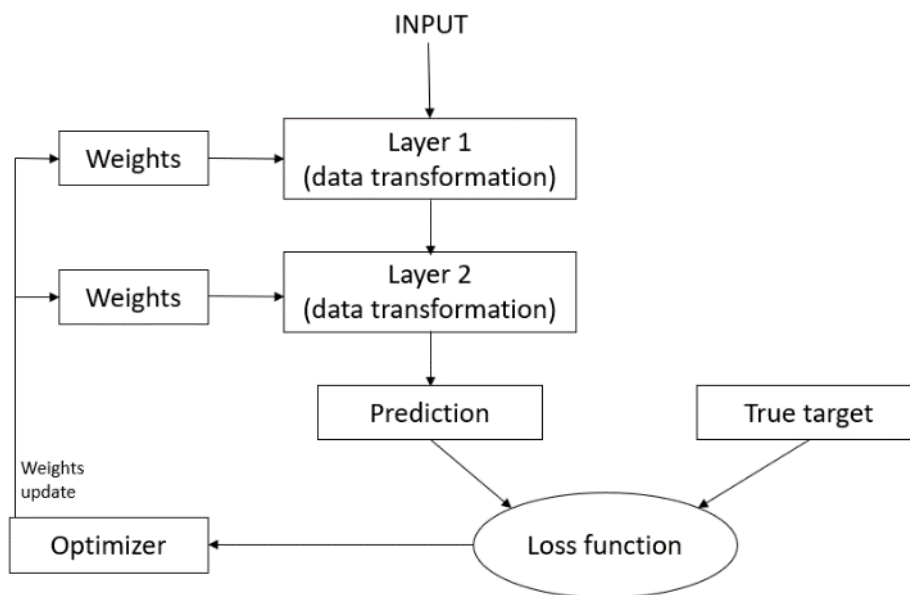 INPUT
Weights
Layer 1
(data transformation)
Weights
Layer 2
(data transformation)
Prediction
True target
Weights
update
Optimizer
Loss function